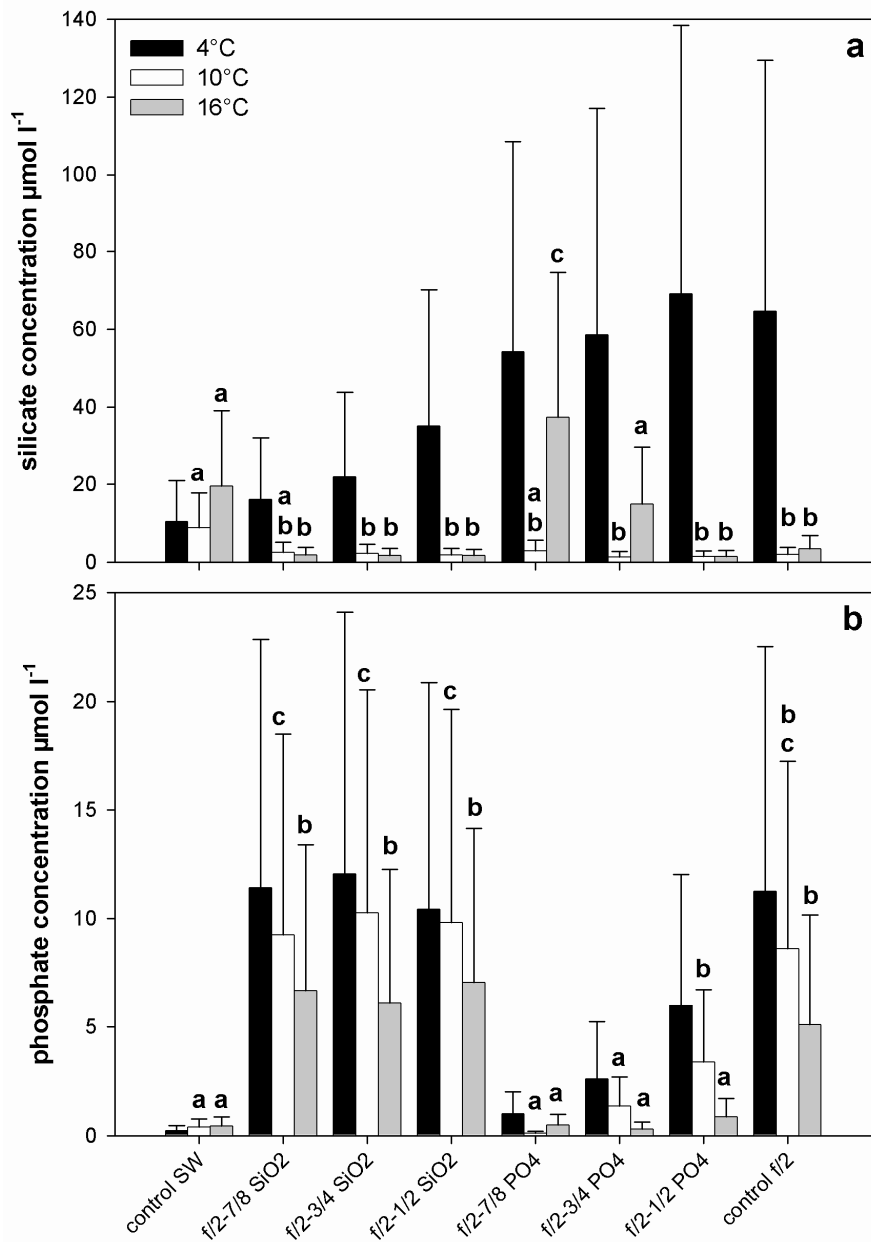 140
120
100
80
60
40
20
0
silicate concentration µmol l-1
4°C
10°C
16°C
a
a
a
a
b
b
b
b
b
b
a
b
c
b
a
b
b
b
b
25
20
15
10
5
0
phosphate concentration µmol l-1
b
a
a
c
b
c
b
c
b
a
a
a
a
b
a
b
c
b
control SW
f/2-7/8 SiO2
f/2-3/4 SiO2
f/2-1/2 SiO2
f/2-7/8 PO4
f/2-3/4 PO4
f/2-1/2 PO4
control f/2